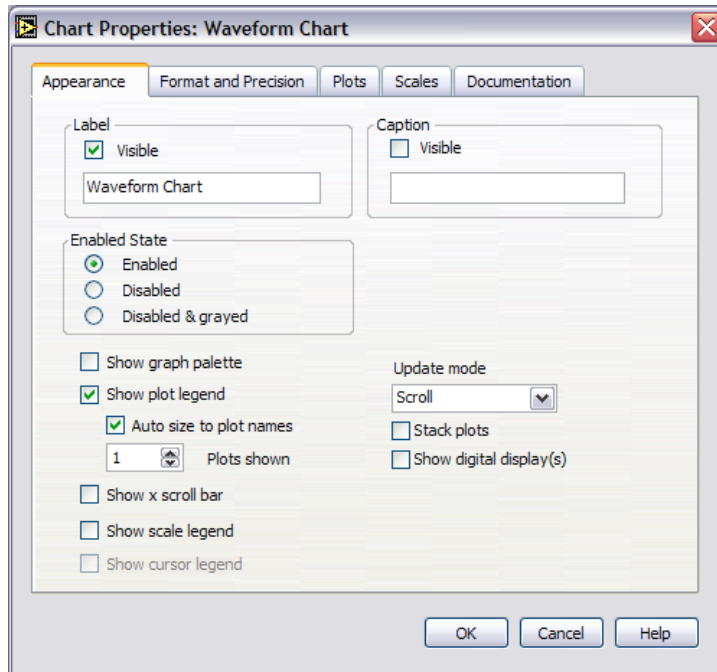 Chart Properties: Waveform Chart
Appearance
Format and Precision
Plots
Scales
Documentation
Label
Visible
Waveform Chart
Caption
Visible
Enabled State
Enabled
Disabled
Disabled & grayed
Show graph palette
Show plot legend
Auto size to plot names
1 Plots shown
Show x scroll bar
Show scale legend
Show cursor legend
Update mode
Scroll
Stack plots
Show digital display(s)
OK
Cancel
Help